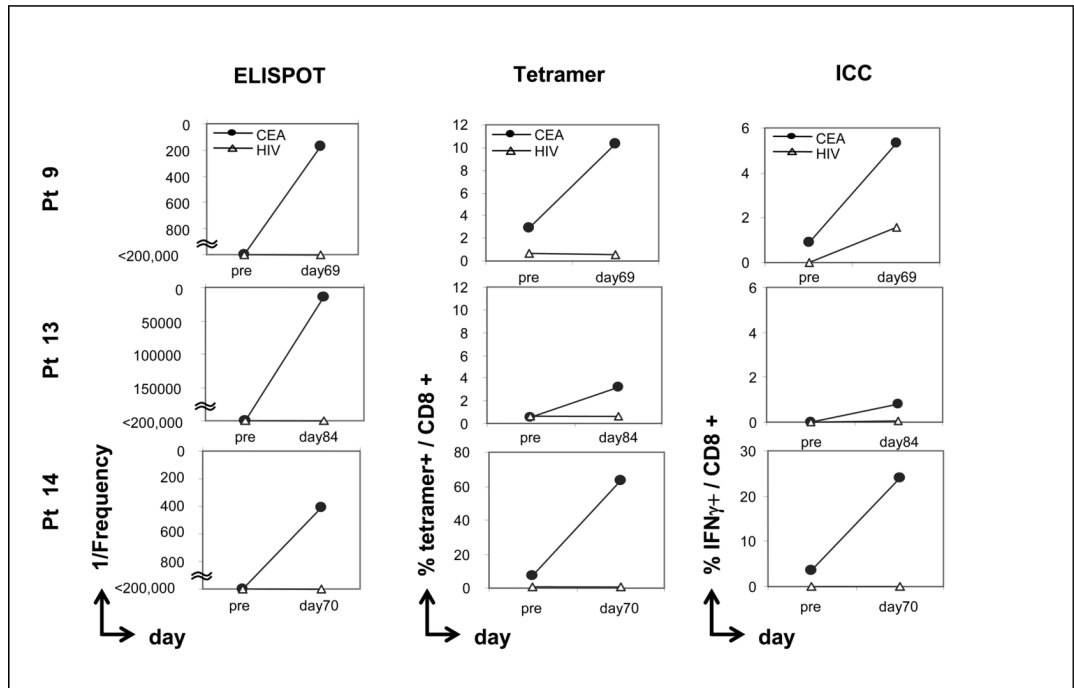 ELISPOT
Tetramer
ICC
Pt 9
0
200
400
600
800
<200,000
CEA
HIV
pre
day69
12
10
8
6
4
2
0
CEA
HIV
pre
day69
6
4
2
0
CEA
HIV
pre
day69
Pt 13
0
50000
100000
150000
<200,000
pre
day84
12
10
8
6
4
2
0
pre
day84
6
4
2
0
pre
day84
Pt 14
0
200
400
600
800
<200,000
pre
day70
80
60
40
20
0
pre
day70
30
20
10
0
pre
day70
1/Frequency
day
% tetramer+ / CD8 +
day
% IFNγ+ / CD8 +
day